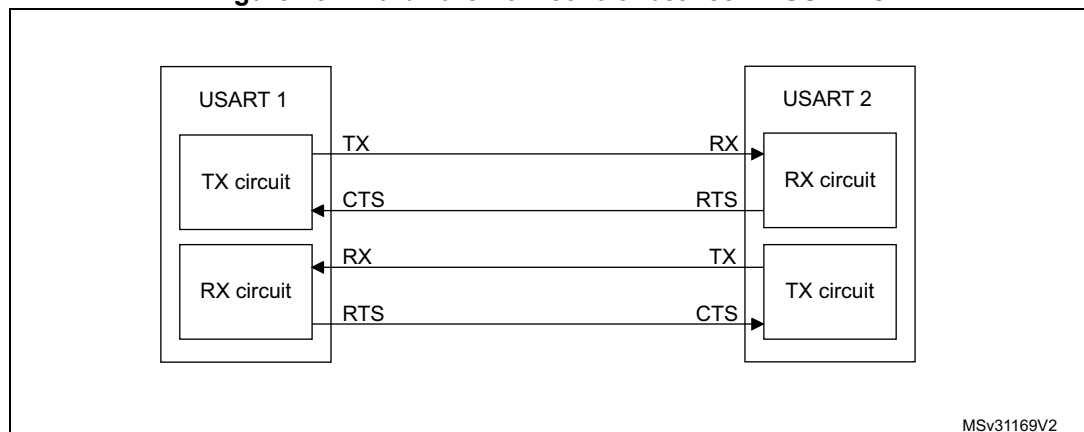 USART 1
USART 2
TX circuit
TX
RX
RX circuit
CTS
RTS
RX circuit
RX
TX
TX circuit
RTS
CTS
MSv31169V2